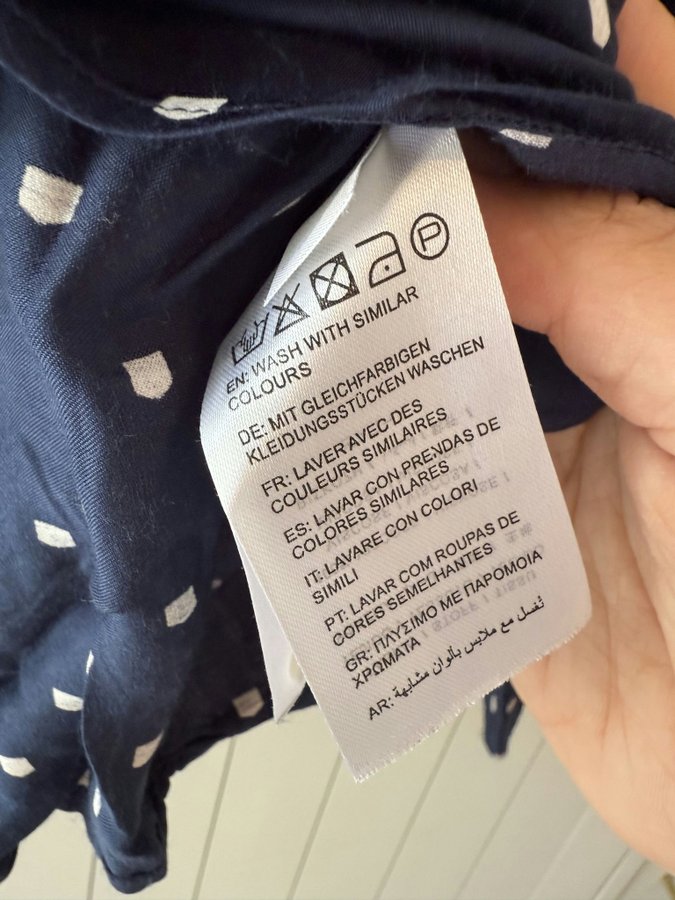 P
EN: WASH WITH SIMILAR
COLOURS
DE: MIT GLEICHFARBIGEN
KLEIDUNGSSTÜCKEN WASCHEN
FR: LAVER AVEC DES
COULEURS SIMILAIRES
ES: LAVAR CON PRENDAS DE
COLORES SIMILARES
IT: LAVARE CON COLORI
SIMILI
PT: LAVAR COM ROUPAS DE
CORES SEMELHANTES
GR: ΠΛΥΣΙΜΟ ΜΕ ΠΑΡΟΜΟΙΑ
ΧΡΩΜΑΤΑ
AR: تغسل مع ملابس بألوان مشابهة